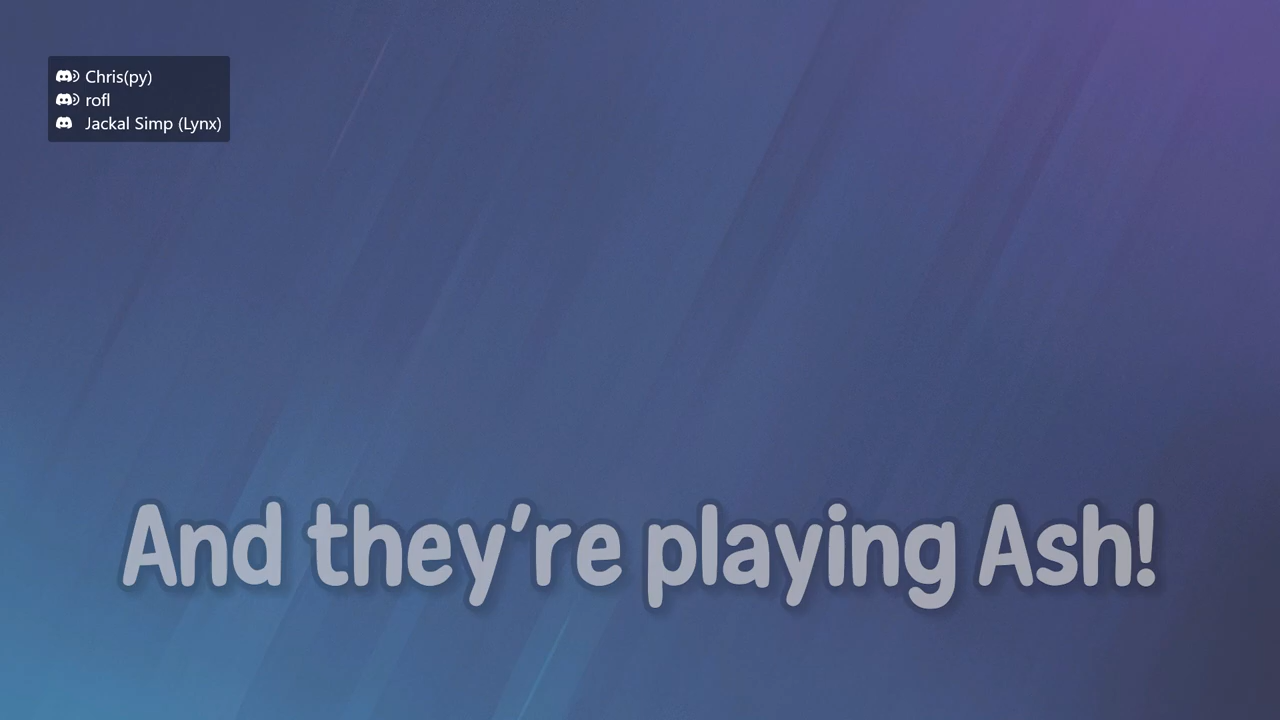 Chris(py)
rofl
Jackal Simp (Lynx)
And they're playing Ash!